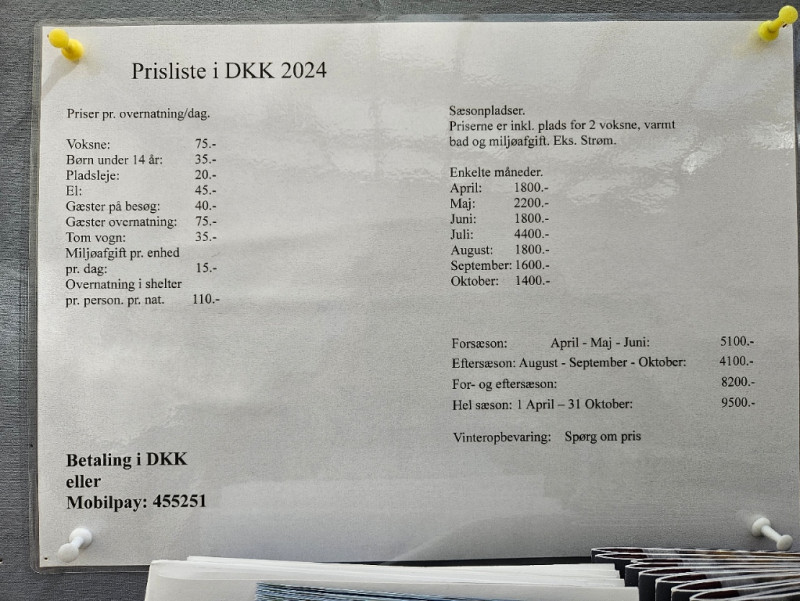 Prisliste i DKK 2024
Priser pr. overnatning/dag.
Voksne: 75.-
Børn under 14 år: 35.-
Pladsleje: 20.-
El: 45.-
Gæster på besøg: 40.-
Gæster overnatning: 75.-
Tom vogn: 35.-
Miljøafgift pr. enhed
pr. dag: 15.-
Overnatning i shelter
pr. person. pr. nat. 110.-
Betaling i DKK
eller
Mobilpay: 455251
Sæsonpladser.
Priserne er inkl. plads for 2 voksne, varmt
bad og miljøafgift. Eks. Strøm.
Enkelte måneder.
April: 1800.-
Maj: 2200.-
Juni: 1800.-
Juli: 4400.-
August: 1800.-
September: 1600.-
Oktober: 1400.-
Forsæson: April - Maj - Juni: 5100.-
Eftersæson: August - September - Oktober: 4100.-
For- og eftersæson: 8200.-
Hel sæson: 1 April – 31 Oktober: 9500.-
Vinteropbevaring: Spørg om pris